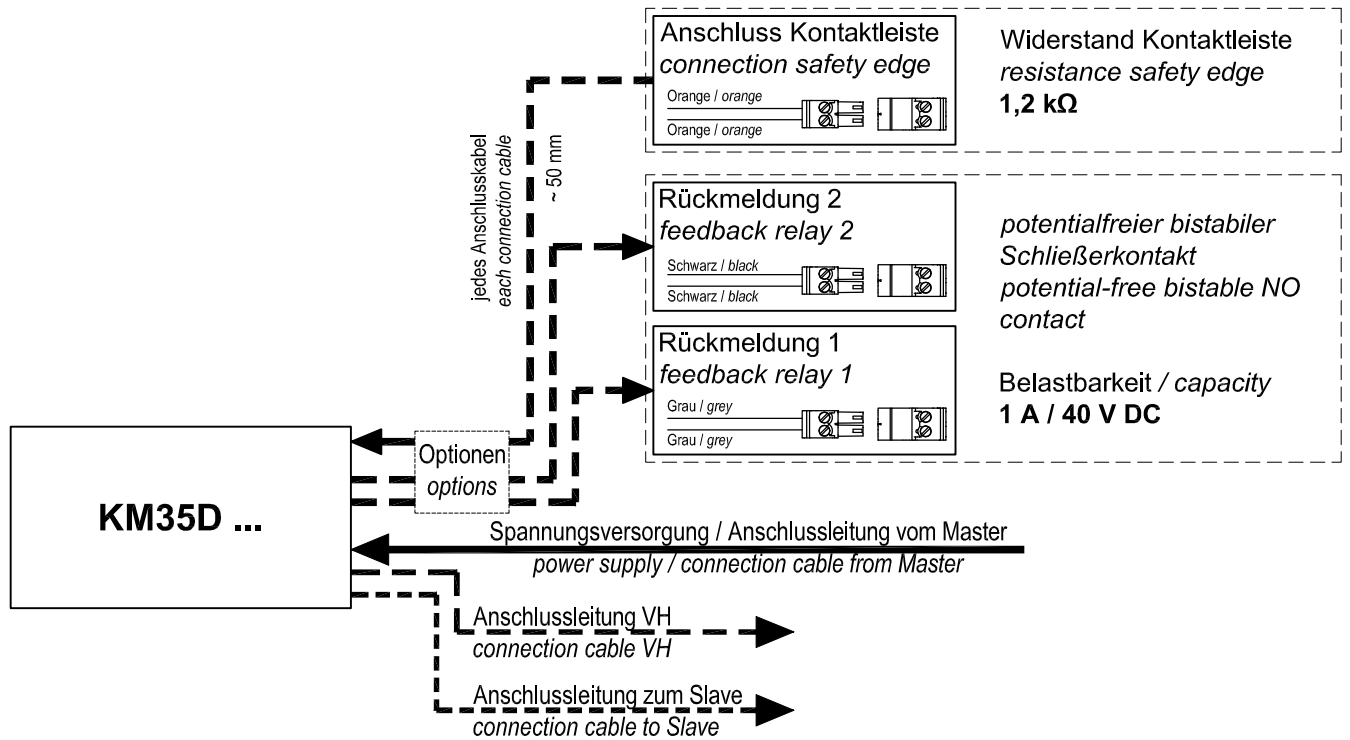 Anschluss Kontaktleiste
connection safety edge
Orange / orange
Orange / orange
Widerstand Kontaktleiste
resistance safety edge
1,2 kΩ
jedes Anschlusskabel
each connection cable
~ 50 mm
Rückmeldung 2
feedback relay 2
Schwarz / black
Schwarz / black
potentialfreier bistabiler
Schließerkontakt
potential-free bistable NO
contact
Rückmeldung 1
feedback relay 1
Grau / grey
Grau / grey
Belastbarkeit / capacity
1 A / 40 V DC
Optionen
options
KM35D ...
Spannungsversorgung / Anschlussleitung vom Master
power supply / connection cable from Master
Anschlussleitung VH
connection cable VH
Anschlussleitung zum Slave
connection cable to Slave